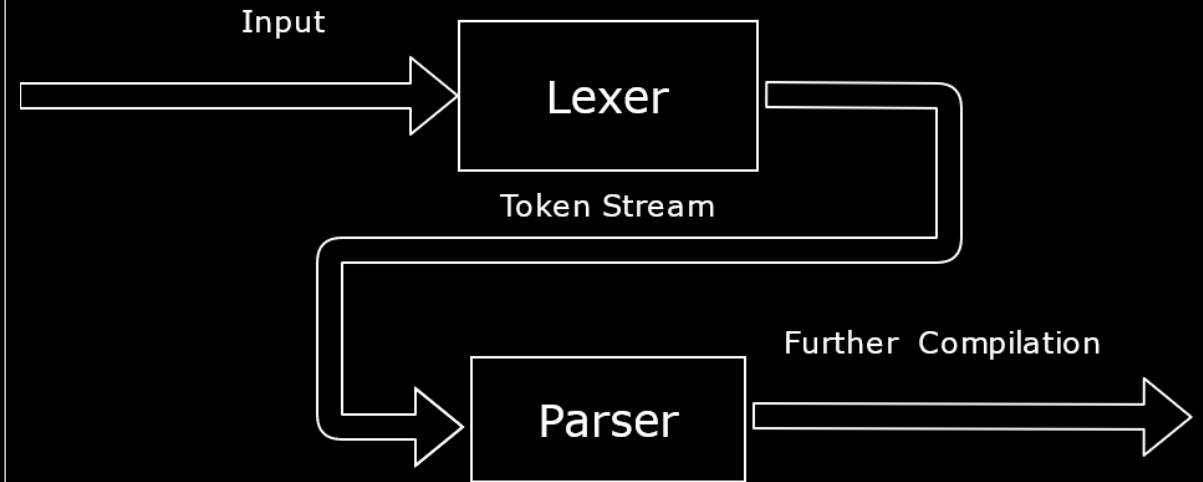 Input
Lexer
Token Stream
Further Compilation
Parser